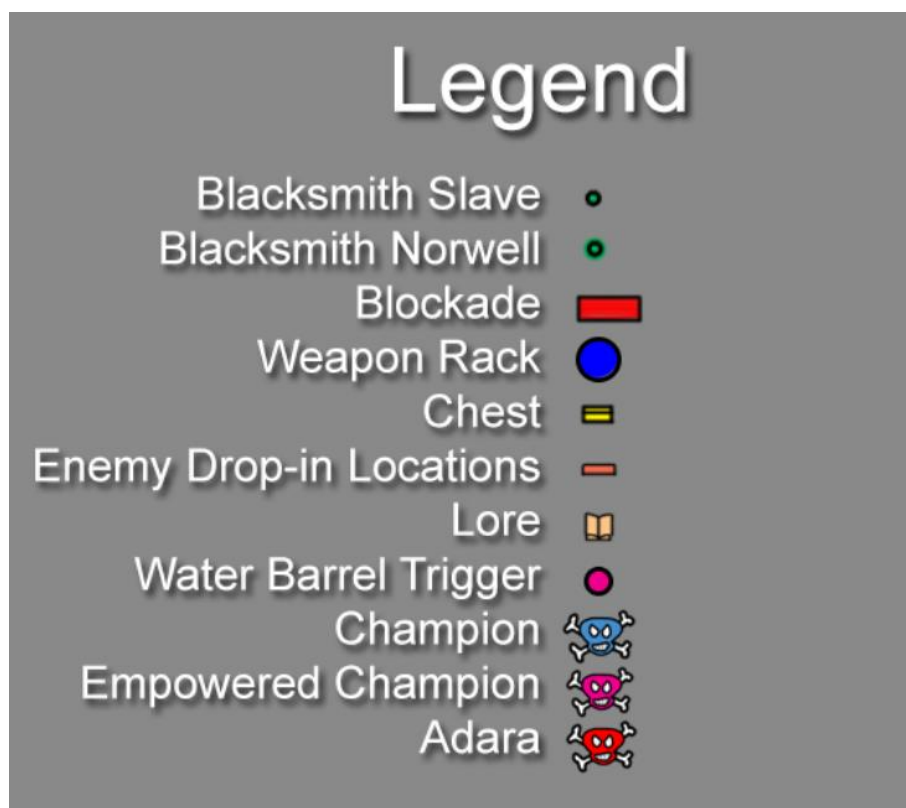 Legend
Blacksmith Slave
Blacksmith Norwell
Blockade
Weapon Rack
Chest
Enemy Drop-in Locations
Lore
Water Barrel Trigger
Champion
Empowered Champion
Adara